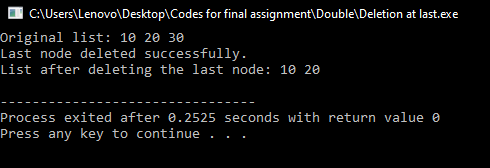 C:\Users\Lenovo\Desktop\Codes for final assignment\Double\Deletion at last.exe
Original list: 10 20 30
Last node deleted successfully.
List after deleting the last node: 10 20
--------------------------------
Process exited after 0.2525 seconds with return value 0
Press any key to continue . . .